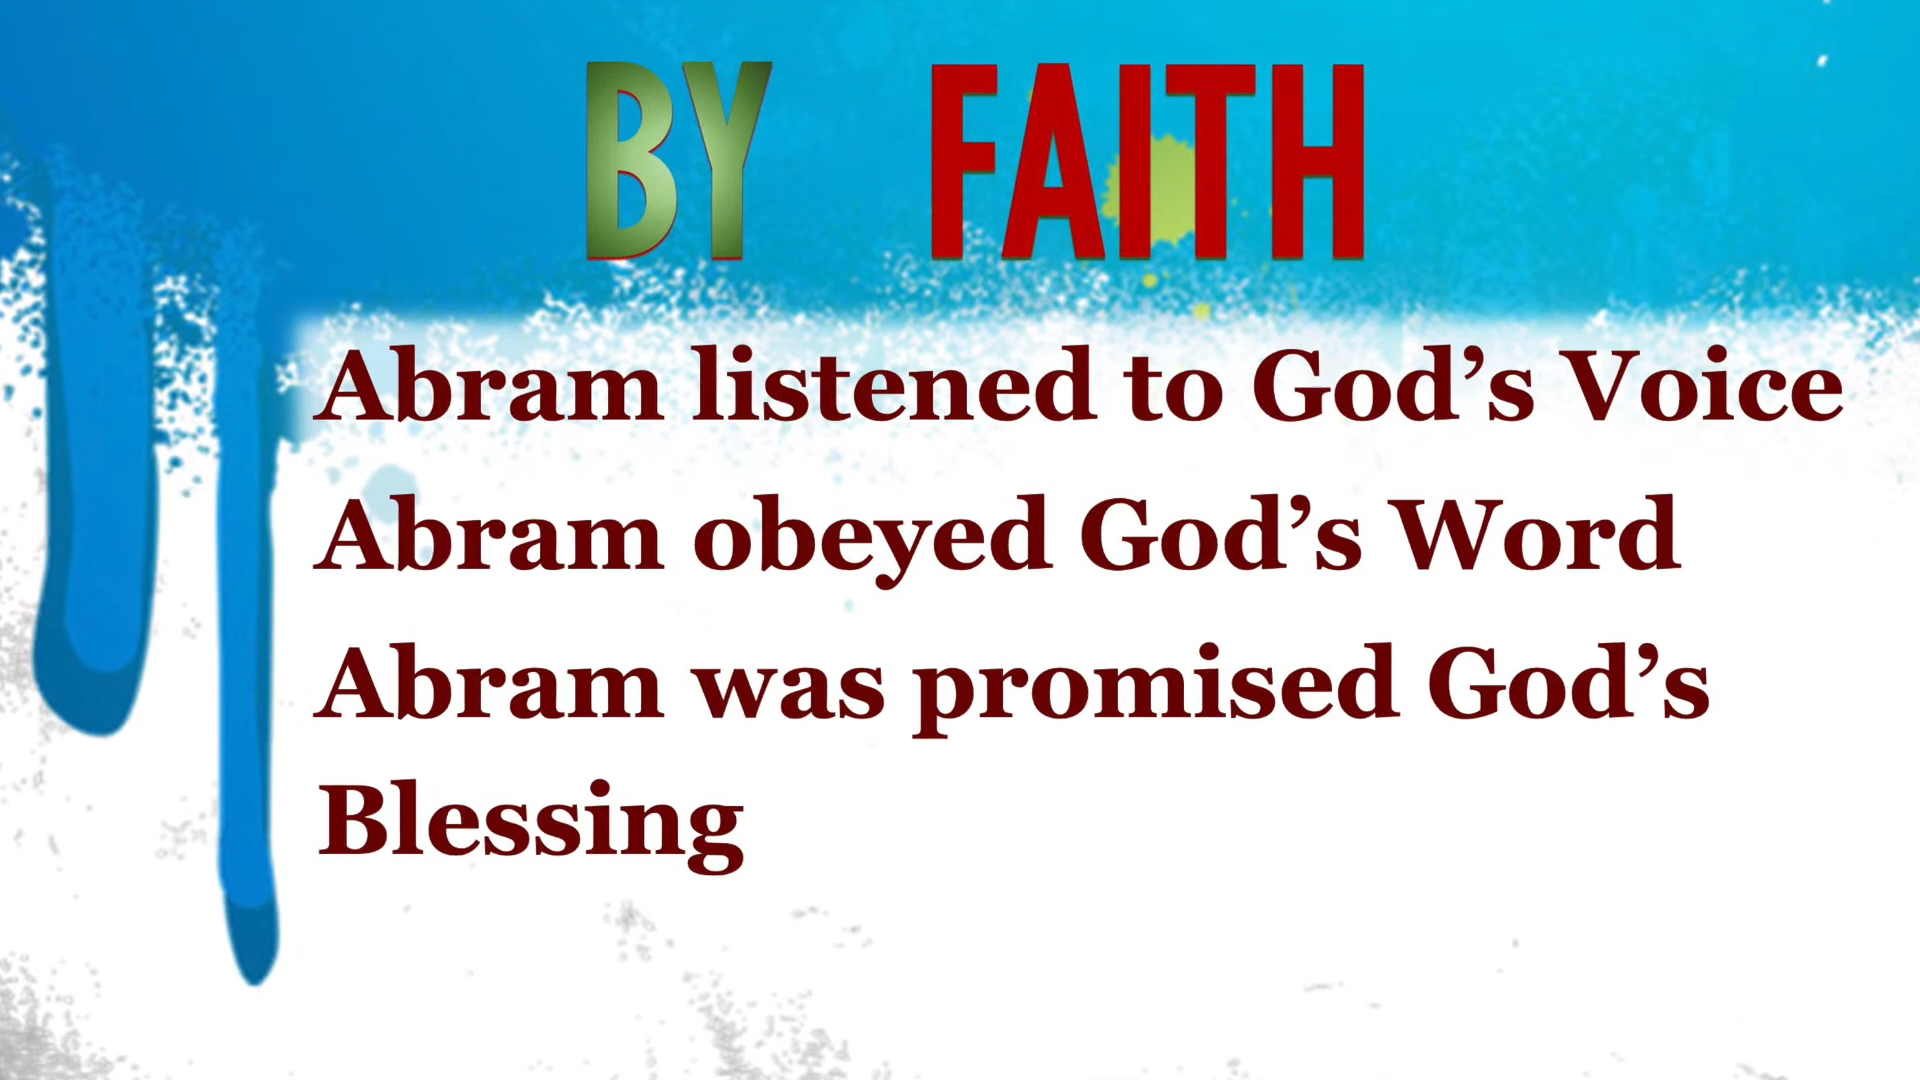 BY FAITH
Abram listened to God’s Voice
Abram obeyed God’s Word
Abram was promised God’s
Blessing